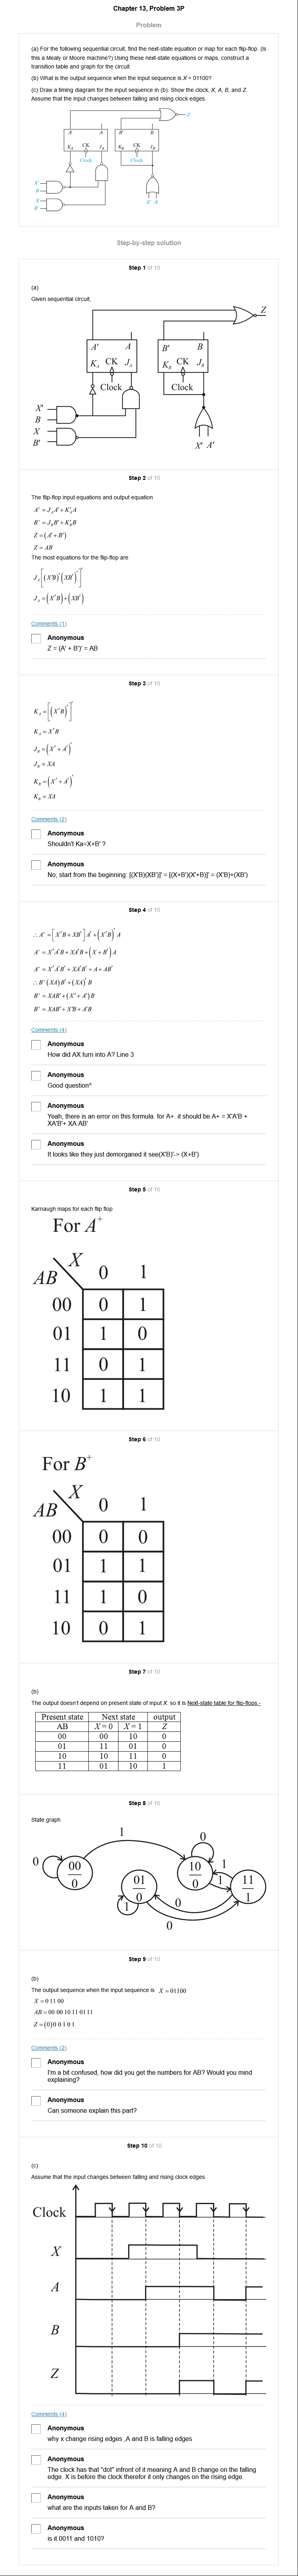 Chapter 13, Problem 3P
Problem
(a) For the following sequential circuit, find the next-state equation or map for each flip-flop. (Is
this a Mealy or Moore machine?) Using these next-state equations or maps, construct a
transition table and graph for the circuit.
(b) What is the output sequence when the input sequence is X = 01100?
(c) Draw a timing diagram for the input sequence in (b). Show the clock, X, A, B, and Z.
Assume that the input changes between falling and rising clock edges.
Z
A' A B' B
K_A CK J_A K_B CK J_B
Clock Clock
X'
B
X
B'
X' A'
Step-by-step solution
Step 1 of 10
(a)
Given sequential circuit,
Z
A' A B' B
K_A CK J_A K_B CK J_B
Clock Clock
X'
B
X
B'
X' A'
Step 2 of 10
The flip-flop input equations and output equation
A⁺ = J_A A' + K'_A A
B⁺ = J_B B' + K'_B B
Z = (A' + B')'
Z = AB
The most equations for the flip-flop are
J_A [(X'B)' (XB')']'
J_A = (X'B) + (XB')
Comments (1)
Anonymous
Z = (A' + B')' = AB
Step 3 of 10
K_A = [(X'B)']'
K_A = X'B
J_B = (X' + A')'
J_B = XA
K_B = (X' + A')'
K_B = XA
Comments (2)
Anonymous
Shouldn't Ka=X+B' ?
Anonymous
No, start from the beginning: [(X'B)(XB')]' = [(X+B')(X'+B)]' = (X'B)+(XB')
Step 4 of 10
∴ A⁺ = [X'B + XB'] A' + (X'B)' A
A⁺ = X'A'B + XA'B + (X + B')A
A⁺ = X'A'B' + XA'B' + A + AB'
∴ B⁺ (XA)B' + (XA)' B
B⁺ = XAB' + (X' + A')B
B⁺ = XAB' + X'B + A'B
Comments (4)
Anonymous
How did AX turn into A? Line 3
Anonymous
Good question^
Anonymous
Yeah, there is an error on this formula. for A+. it should be A+ = X'A'B +
XA'B'+ XA AB'
Anonymous
It looks like they just demorganed it see(X'B)'-> (X+B')
Step 5 of 10
Karnaugh maps for each flip flop
For A⁺
X
AB 0 1
00 0 1
01 1 0
11 0 1
10 1 1
Step 6 of 10
For B⁺
X
AB 0 1
00 0 0
01 1 1
11 1 0
10 0 1
Step 7 of 10
(b)
The output doesn't depend on present state of input X. so it is Next-state table for flip-flops.-
Present state Next state output
AB X = 0 X = 1 Z
00 00 10 0
01 11 01 0
10 10 11 0
11 01 10 1
Step 8 of 10
State graph
1
0
0 00 01 10 1 11
0 0 0 1 1
1 0
0
Step 9 of 10
(b)
The output sequence when the input sequence is X = 01100
X = 0 11 00
AB = 00 00 10 11 01 11
Z = (0)0 0 1 0 1
Comments (2)
Anonymous
I'm a bit confused, how did you get the numbers for AB? Would you mind
explaining?
Anonymous
Can someone explain this part?
Step 10 of 10
(c)
Assume that the input changes between falling and rising clock edges.
Clock
X
A
B
Z
Comments (4)
Anonymous
why x change rising edges ,A and B is falling edges
Anonymous
The clock has that "dot" infront of it meaning A and B change on the falling
edge. X is before the clock therefor it only changes on the rising edge.
Anonymous
what are the inputs taken for A and B?
Anonymous
is it 0011 and 1010?